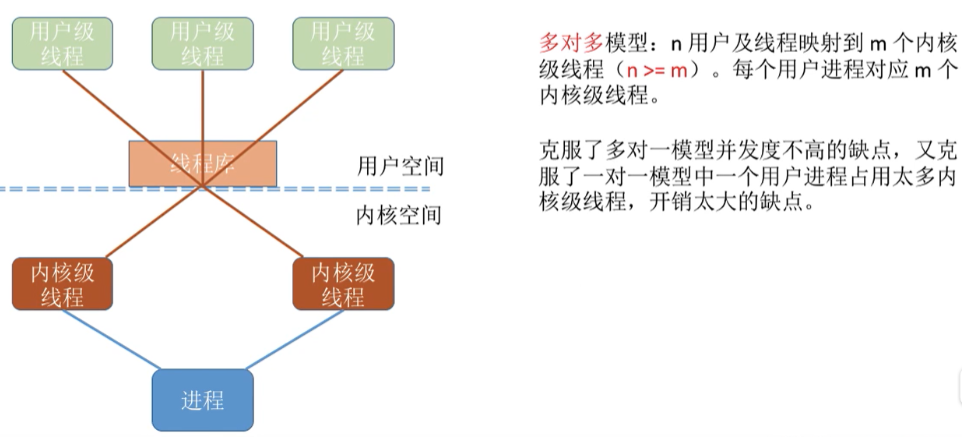 用户级
线程
用户级
线程
用户级
线程
线程库
用户空间
内核空间
内核级
线程
内核级
线程
进程
多对多模型：n 用户及线程映射到 m 个内核
级线程（n >= m）。每个用户进程对应 m 个
内核级线程。
克服了多对一模型并发度不高的缺点，又克
服了一对一模型中一个用户进程占用太多内
核级线程，开销太大的缺点。